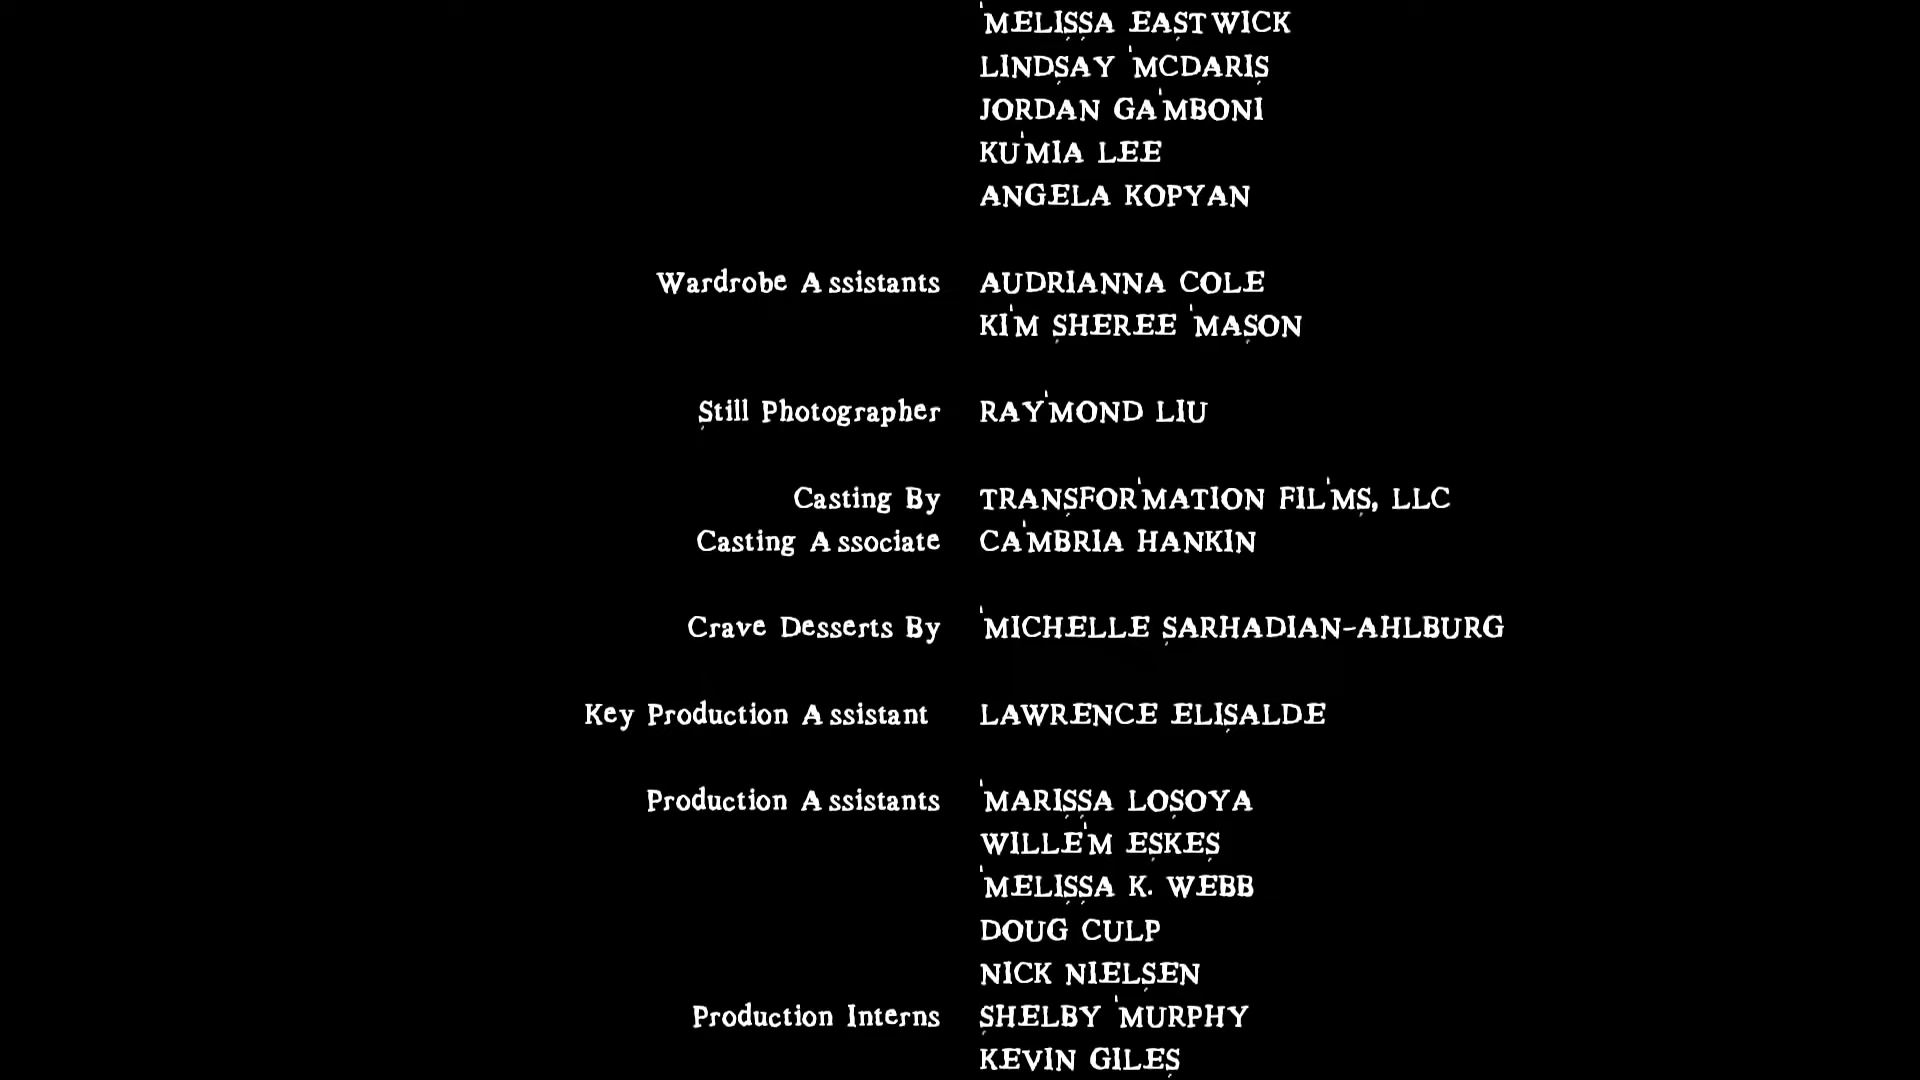 MELISSA EASTWICK
LINDSAY MCDARIS
JORDAN GAMBONI
KUMIA LEE
ANGELA KOPYAN
Wardrobe Assistants AUDRIANNA COLE
KIM SHEREE MASON
Still Photographer RAYMOND LIU
Casting By TRANSFORMATION FILMS, LLC
Casting Associate CAMBRIA HANKIN
Crave Desserts By MICHELLE SARHADIAN-AHLBURG
Key Production Assistant LAWRENCE ELISALDE
Production Assistants MARISSA LOSOYA
WILLEM ESKES
MELISSA K. WEBB
DOUG CULP
NICK NIELSEN
Production Interns SHELBY MURPHY
KEVIN GILES